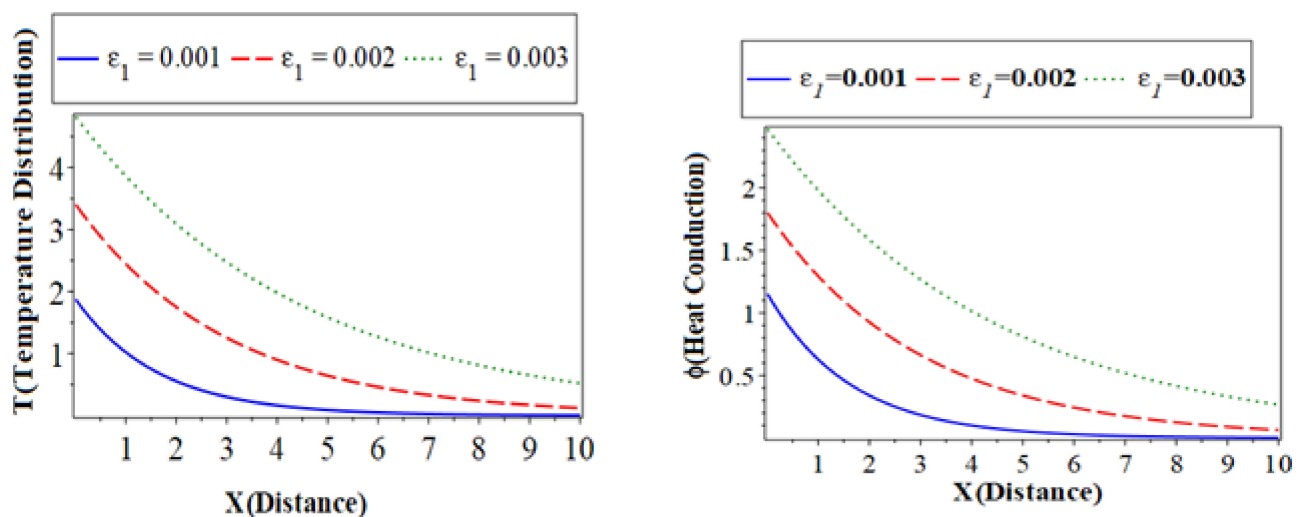 ε1 = 0.001 ε1 = 0.002 ε1 = 0.003
T(Temperature Distribution)
4
3
2
1
1 2 3 4 5 6 7 8 9 10
X(Distance)
ε1=0.001 ε1=0.002 ε1=0.003
ϕ(Heat Conduction)
2
1.5
1
0.5
1 2 3 4 5 6 7 8 9 10
X(Distance)